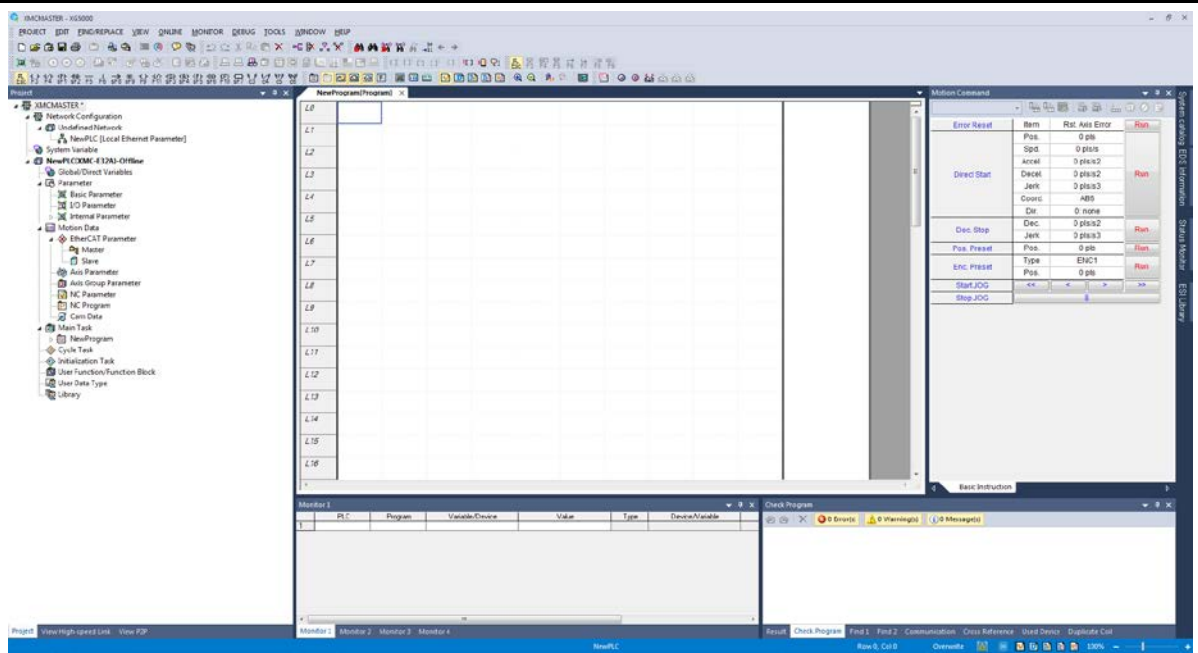 XMCMASTER - XG5000
PROJECT EDIT FIND/REPLACE VIEW ONLINE MONITOR DEBUG TOOLS WINDOW HELP
Project
XMCMASTER *
Network Configuration
Undefined Network
NewPLC [Local Ethernet Parameter]
System Variable
NewPLC(XMC-E32A)-Offline
Global/Direct Variables
Parameter
Basic Parameter
I/O Parameter
Internal Parameter
Motion Data
EtherCAT Parameter
Master
Slave
Axis Parameter
Axis Group Parameter
NC Parameter
NC Program
Cam Data
Main Task
NewProgram
Cycle Task
Initialization Task
User Function/Function Block
User Data Type
Library
Project View High-speed Link View P2P
NewProgram[Program] ×
L0
L1
L2
L3
L4
L5
L6
L7
L8
L9
L10
L11
L12
L13
L14
L15
L16
Motion Command
Error Reset Item Rst. Axis Error Run
Pos. 0 pls
Spd. 0 pls/s
Accel 0 pls/s2
Direct Start Decel 0 pls/s2 Run
Jerk 0 pls/s3
Coord. ABS
Dir. 0: none
Dec. Stop Dec. 0 pls/s2 Run
Jerk 0 pls/s3
Pos. Preset Pos. 0 pls Run
Enc. Preset Type ENC1 Run
Pos. 0 pls
Start JOG << < > >>
Stop JOG ||
Basic Instruction
System catalog
EDS Information
Status Monitor
ESI Library
Monitor 1
PLC Program Variable/Device Value Type Device/Variable
1
Monitor 1 Monitor 2 Monitor 3 Monitor 4
Check Program
0 Error(s) 0 Warning(s) 0 Message(s)
Result Check Program Find 1 Find 2 Communication Cross Reference Used Device Duplicate Coil
NewPLC Row 0, Col 0 Overwrite 100%